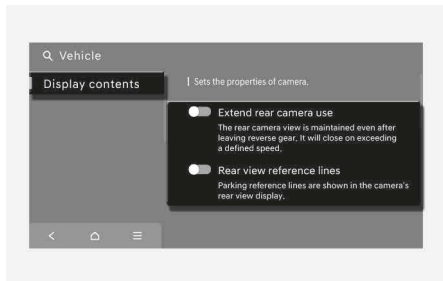 Vehicle
Display contents
Sets the properties of camera.
Extend rear camera use
The rear camera view is maintained even after
leaving reverse gear. It will close on exceeding
a defined speed.
Rear view reference lines
Parking reference lines are shown in the camera's
rear view display.